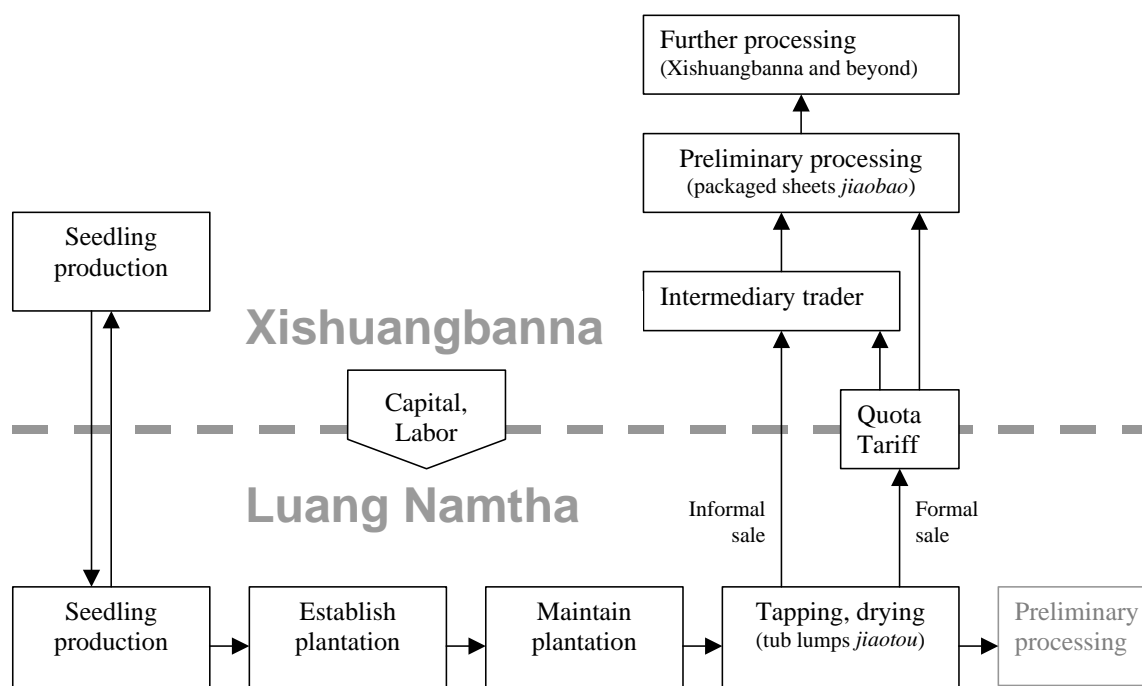 Further processing
(Xishuangbanna and beyond)
Preliminary processing
(packaged sheets jiaobao)
Seedling
production
Intermediary trader
Xishuangbanna
Capital,
Labor
Quota
Tariff
Luang Namtha
Informal
sale
Formal
sale
Seedling
production
Establish
plantation
Maintain
plantation
Tapping, drying
(tub lumps jiaotou)
Preliminary
processing